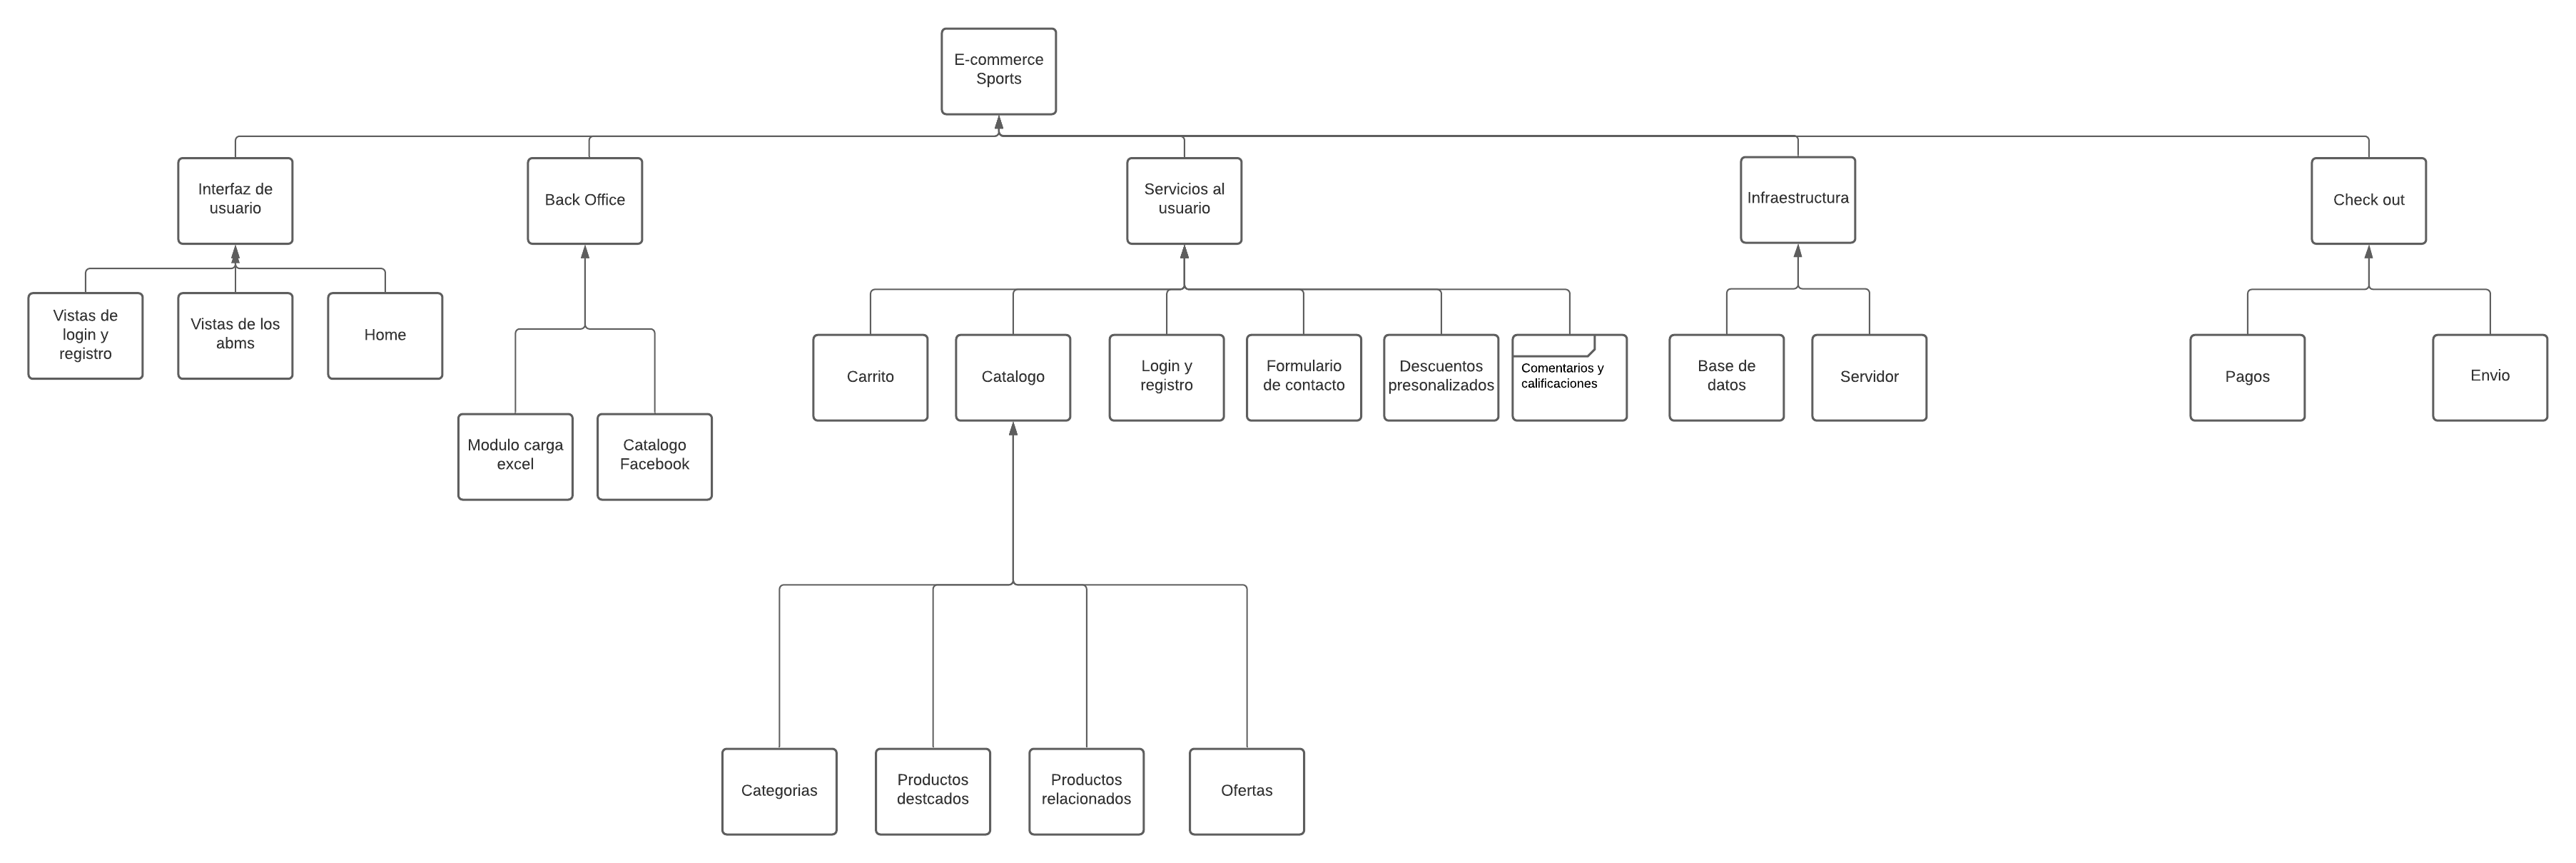 E-commerce
Sports
Interfaz de
usuario
Back Office
Servicios al
usuario
Infraestructura
Check out
Vistas de
login y
registro
Vistas de los
abms
Home
Carrito
Catalogo
Login y
registro
Formulario
de contacto
Descuentos
presonalizados
Comentarios y
calificaciones
Base de
datos
Servidor
Pagos
Envio
Modulo carga
excel
Catalogo
Facebook
Categorias
Productos
destcados
Productos
relacionados
Ofertas